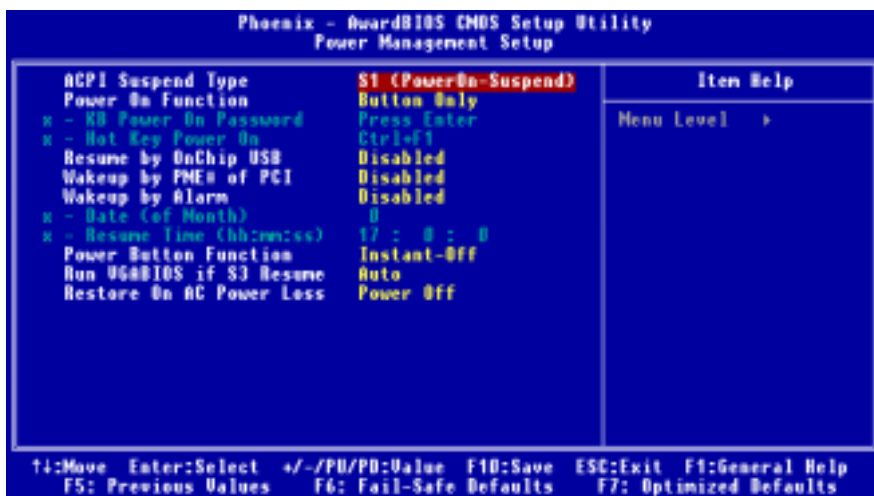 Phoenix - AwardBIOS CMOS Setup Utility
Power Management Setup
ACPI Suspend Type S1 (PowerOn-Suspend)
Power On Function Button Only
x - KB Power On Password Press Enter
x - Hot Key Power On Ctrl+F1
Resume by OnChip USB Disabled
Wakeup by PME# of PCI Disabled
Wakeup by Alarm Disabled
x - Date (of Month) 0
x - Resume Time (hh:mm:ss) 17 : 0 : 0
Power Button Function Instant-Off
Run VGABIOS if S3 Resume Auto
Restore On AC Power Loss Power Off
Item Help
Menu Level ▸
↑↓:Move Enter:Select +/-/PU/PD:Value F10:Save ESC:Exit F1:General Help
F5: Previous Values F6: Fail-Safe Defaults F7: Optimized Defaults